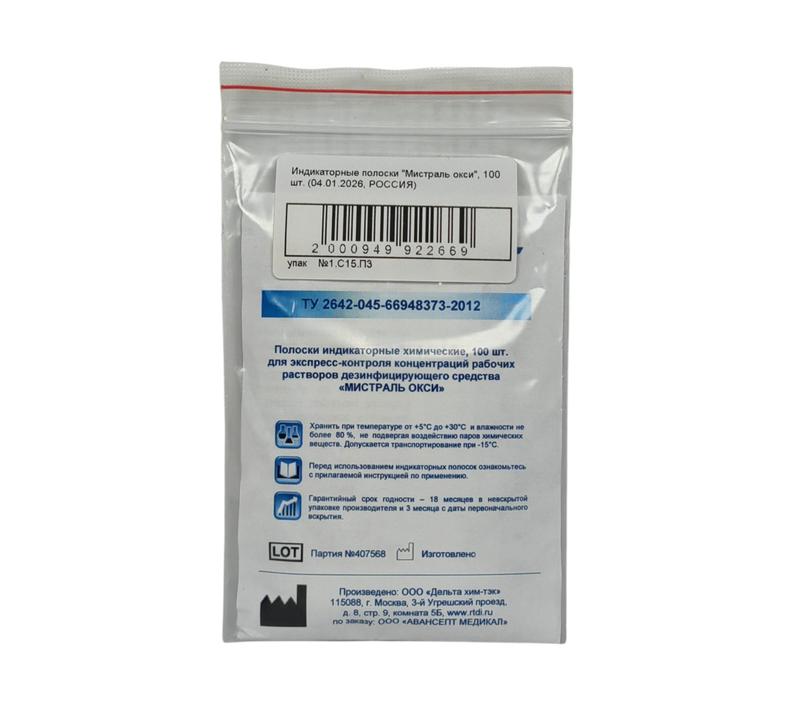 Индикаторные полоски "Мистраль окси", 100
шт. (04.01.2026, РОССИЯ)
2 000949 922669
упак №1.С15.П3
ТУ 2642-045-66948373-2012
Полоски индикаторные химические, 100 шт.
для экспресс-контроля концентраций рабочих
растворов дезинфицирующего средства
«МИСТРАЛЬ ОКСИ»
Хранить при температуре от +5°С до +30°С и влажности не
более 80 %, не подвергая воздействию паров химических
веществ. Допускается транспортирование при -15°С.
Перед использованием индикаторных полосок ознакомьтесь
с прилагаемой инструкцией по применению.
Гарантийный срок годности – 18 месяцев в невскрытой
упаковке производителя и 3 месяца с даты первоначального
вскрытия.
LOT Партия №407568 Изготовлено
Произведено: ООО «Дельта хим-тэк»
115088, г. Москва, 3-й Угрешский проезд,
д. 8, стр. 9, комната 5Б, www.rtdi.ru
по заказу: ООО «АВАНСЕПТ МЕДИКАЛ»